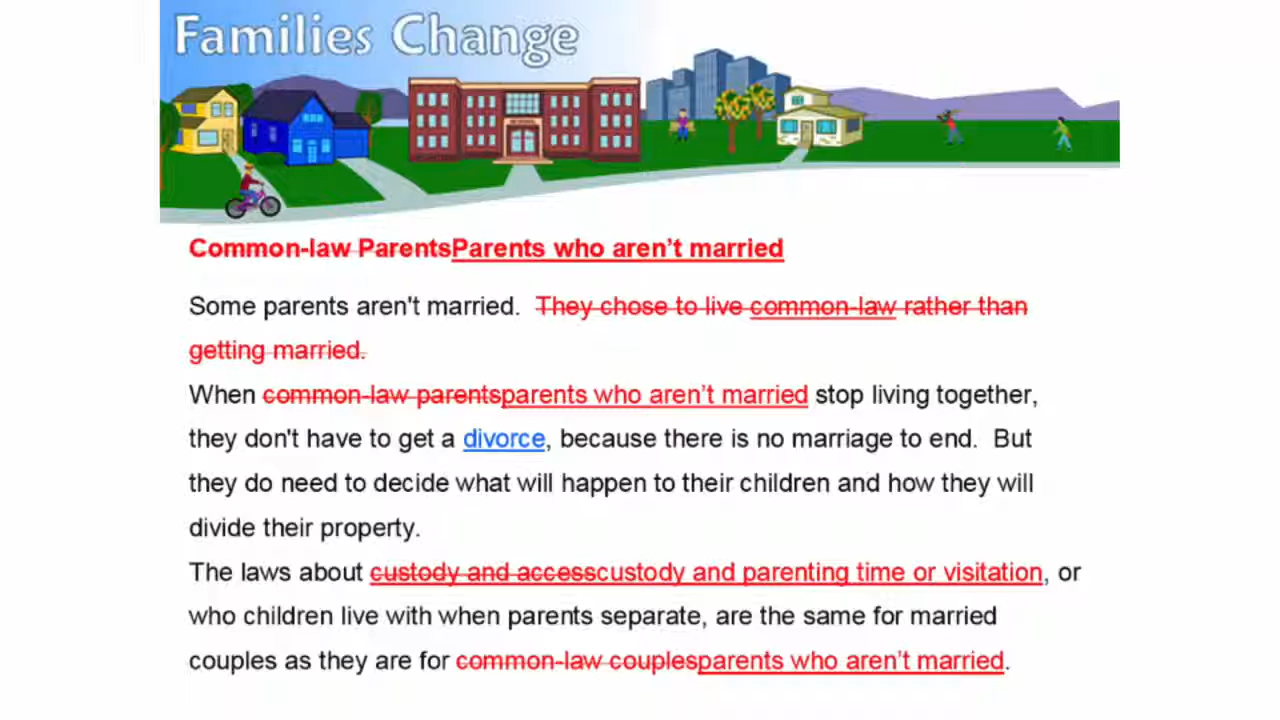 Families Change
Common-law ParentsParents who aren’t married
Some parents aren't married.  They chose to live common-law rather than
getting married.
When common-law parentsparents who aren’t married stop living together,
they don't have to get a divorce, because there is no marriage to end.  But
they do need to decide what will happen to their children and how they will
divide their property.
The laws about custody and accesscustody and parenting time or visitation, or
who children live with when parents separate, are the same for married
couples as they are for common-law couplesparents who aren’t married.